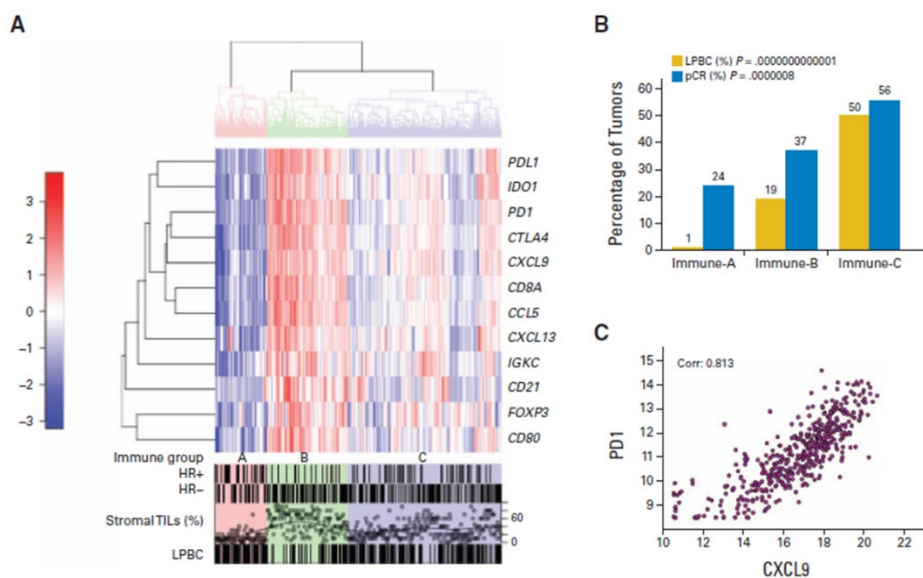 A
3
2
1
0
−1
−2
−3
PDL1
IDO1
PD1
CTLA4
CXCL9
CD8A
CCL5
CXCL13
IGKC
CD21
FOXP3
CD80
Immune group A B C
HR+
HR−
Stromal TILs (%) 60
0
LPBC
B
LPBC (%) P = .0000000000001
pCR (%) P = .0000008
Percentage of Tumors
60
50
40
30
20
10
0
1 24 19 37 50 56
Immune-A Immune-B Immune-C
C
Corr: 0.813
PD1
15
14
13
12
11
10
9
10 12 14 16 18 20 22
CXCL9